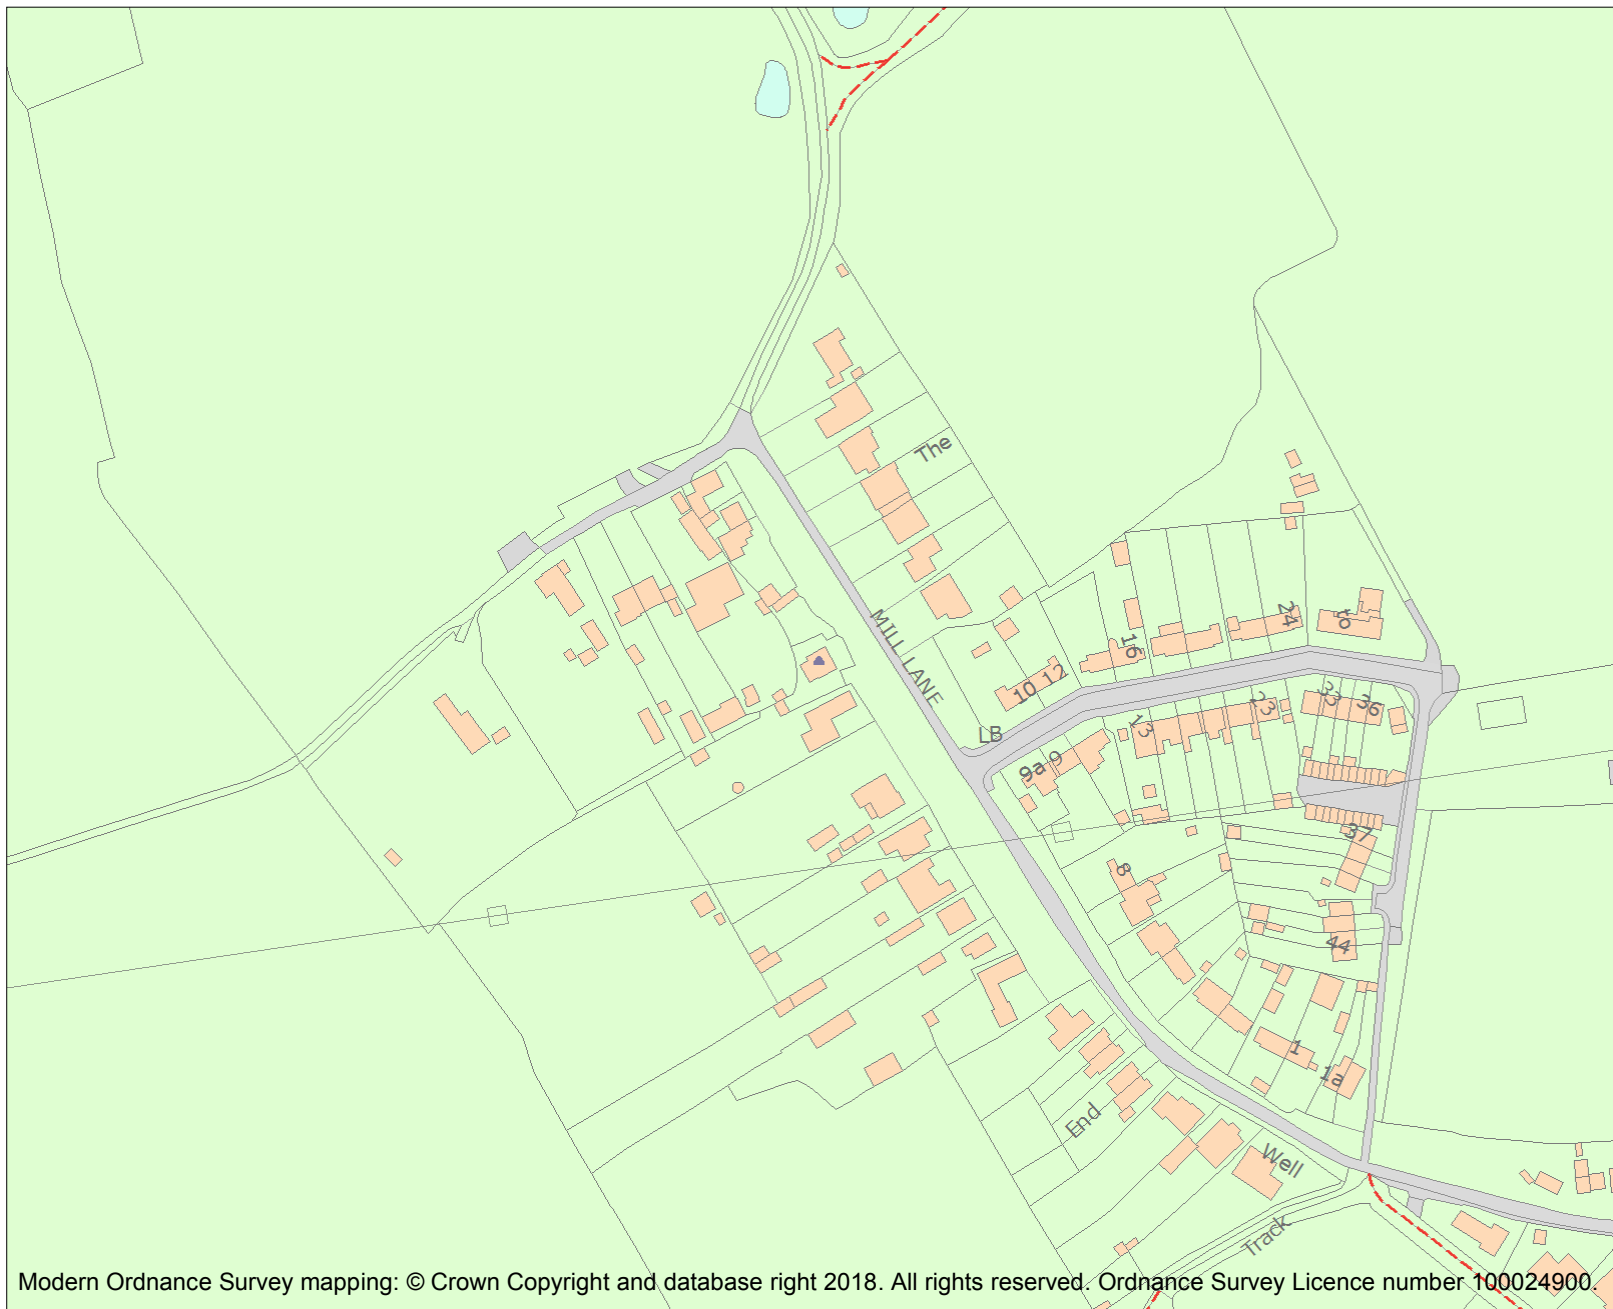 The
MILL LANE
24
16
10 12
LB
13
23
33
36
9a 9
37
8
44
1
1a
End
Well
Track
Modern Ordnance Survey mapping: © Crown Copyright and database right 2018. All rights reserved. Ordnance Survey Licence number 100024900.